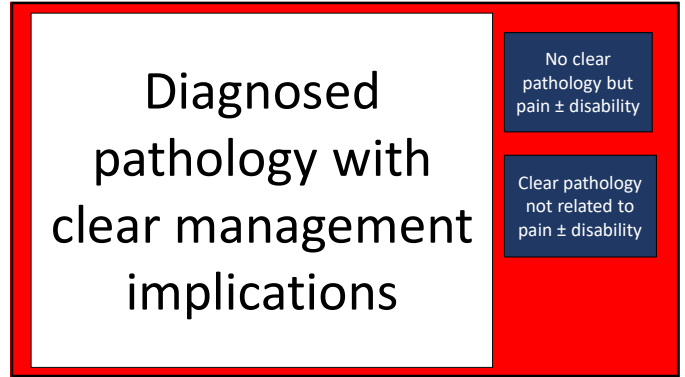 Diagnosed
pathology with
clear management
implications
No clear
pathology but
pain ± disability
Clear pathology
not related to
pain ± disability